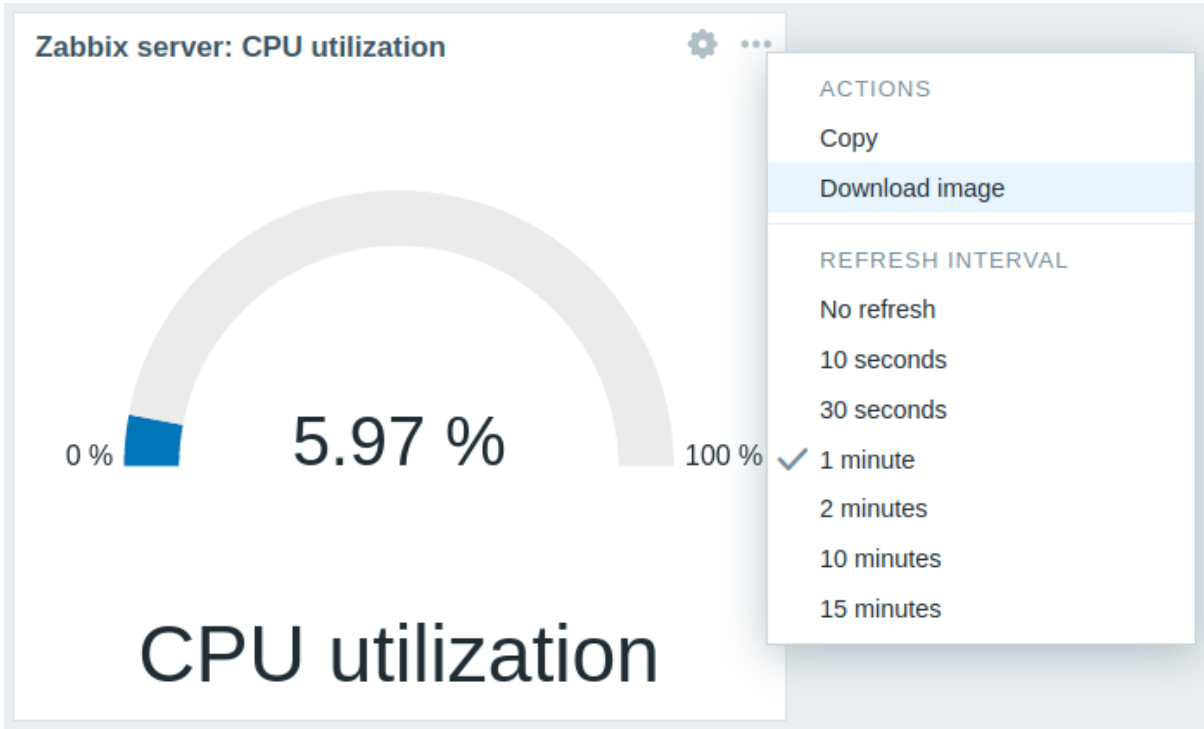 Zabbix server: CPU utilization
0 %
5.97 %
100 %
CPU utilization
ACTIONS
Copy
Download image
REFRESH INTERVAL
No refresh
10 seconds
30 seconds
1 minute
2 minutes
10 minutes
15 minutes